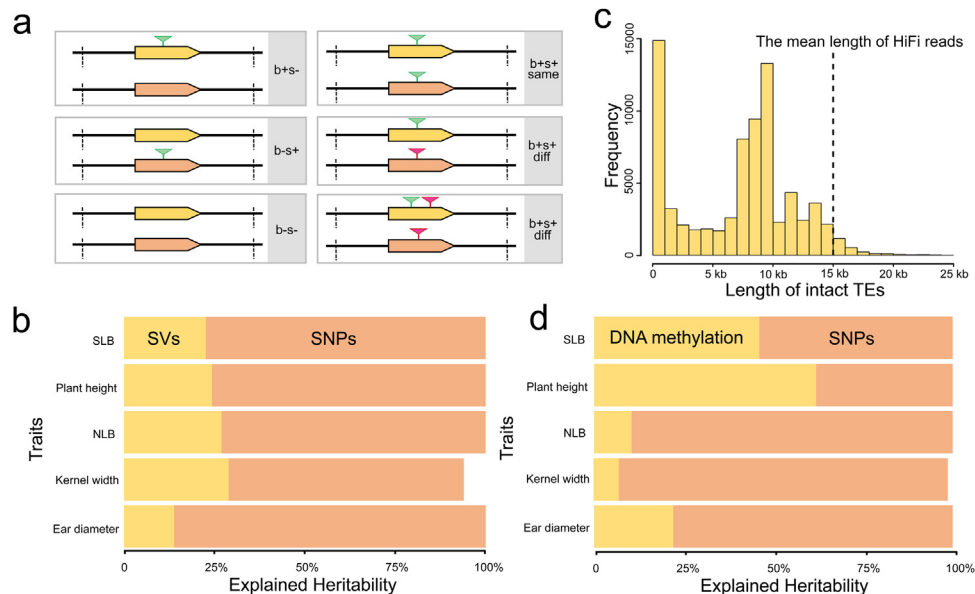 a
b+s-
b+s+
same
b-s+
b+s+
diff
b-s-
b+s+
diff
c
The mean length of HiFi reads
Frequency
15000
10000
5000
0
0
5 kb
10 kb
15 kb
20 kb
25 kb
Length of intact TEs
b
Traits
SLB
SVs
SNPs
Plant height
NLB
Kernel width
Ear diameter
0
25%
50%
75%
100%
Explained Heritability
d
Traits
SLB
DNA methylation
SNPs
Plant height
NLB
Kernel width
Ear diameter
0
25%
50%
75%
100%
Explained Heritability